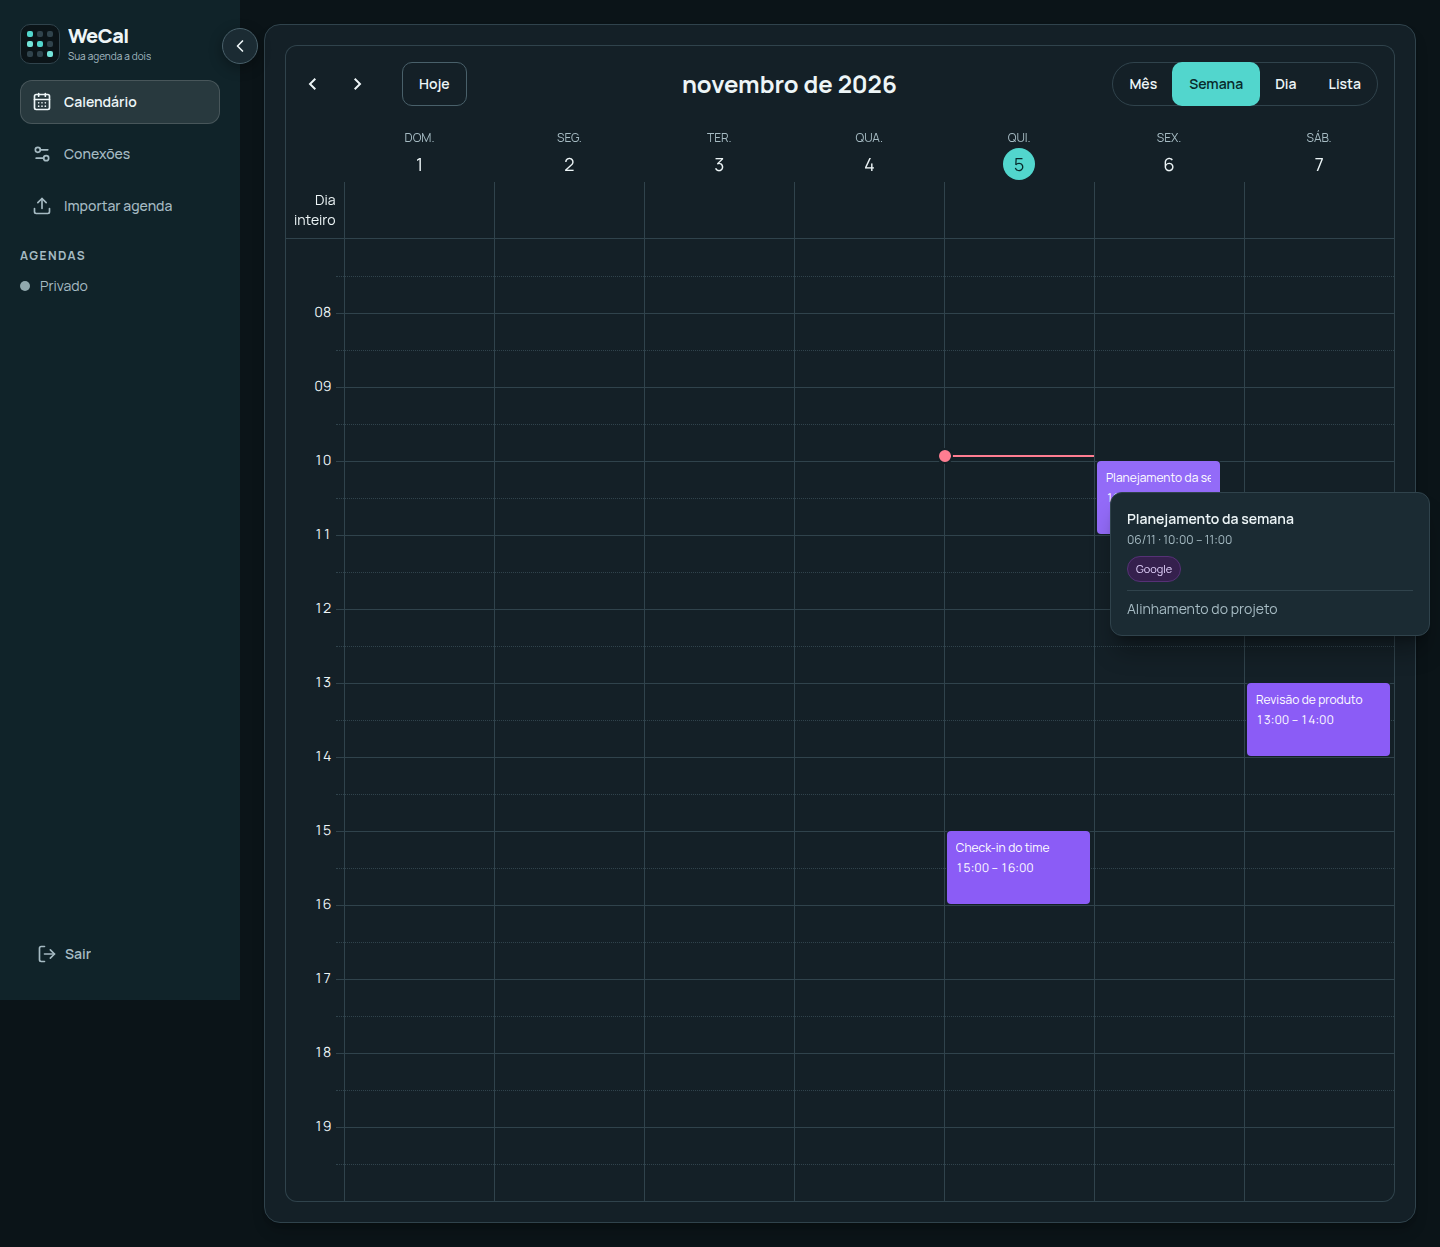 WeCal
Sua agenda a dois
Calendário
Conexões
Importar agenda
AGENDAS
Privado
Sair
Hoje
novembro de 2026
Mês
Semana
Dia
Lista
DOM.
1
SEG.
2
TER.
3
QUA.
4
QUI.
5
SEX.
6
SÁB.
7
Dia
inteiro
08
09
10
11
12
13
14
15
16
17
18
19
Planejamento da se
Planejamento da semana
06/11 · 10:00 – 11:00
Google
Alinhamento do projeto
Revisão de produto
13:00 – 14:00
Check-in do time
15:00 – 16:00